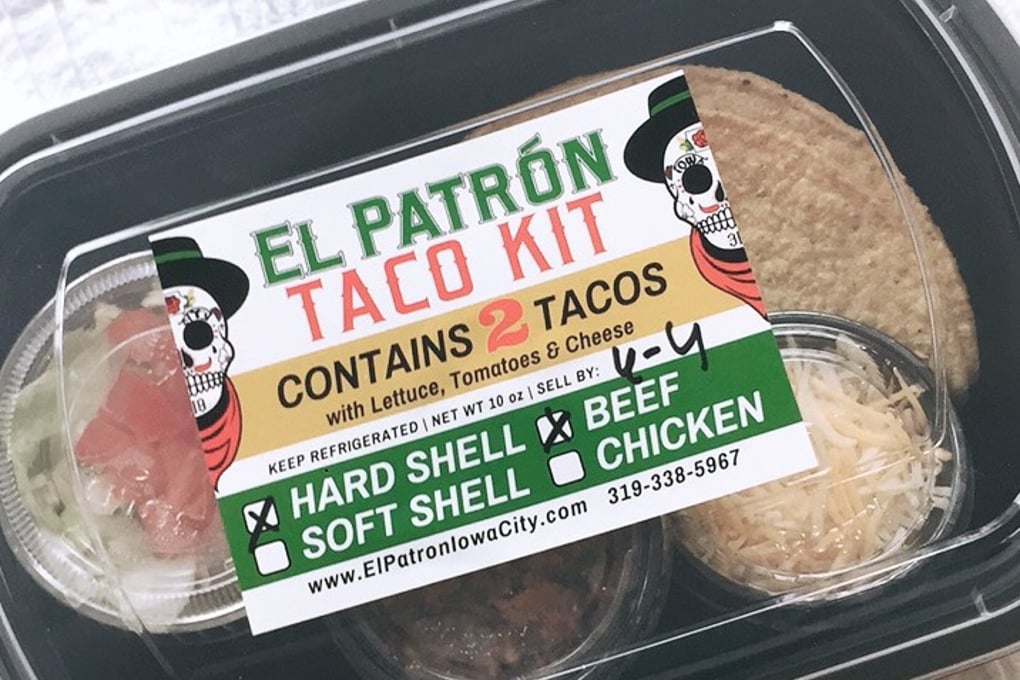 EL PATRÓN
TACO KIT
CONTAINS 2 TACOS
with Lettuce, Tomatoes & Cheese
KEEP REFRIGERATED | NET WT 10 oz | SELL BY: 4-4
HARD SHELL BEEF
SOFT SHELL CHICKEN
www.ElPatronIowaCity.com 319-338-5967